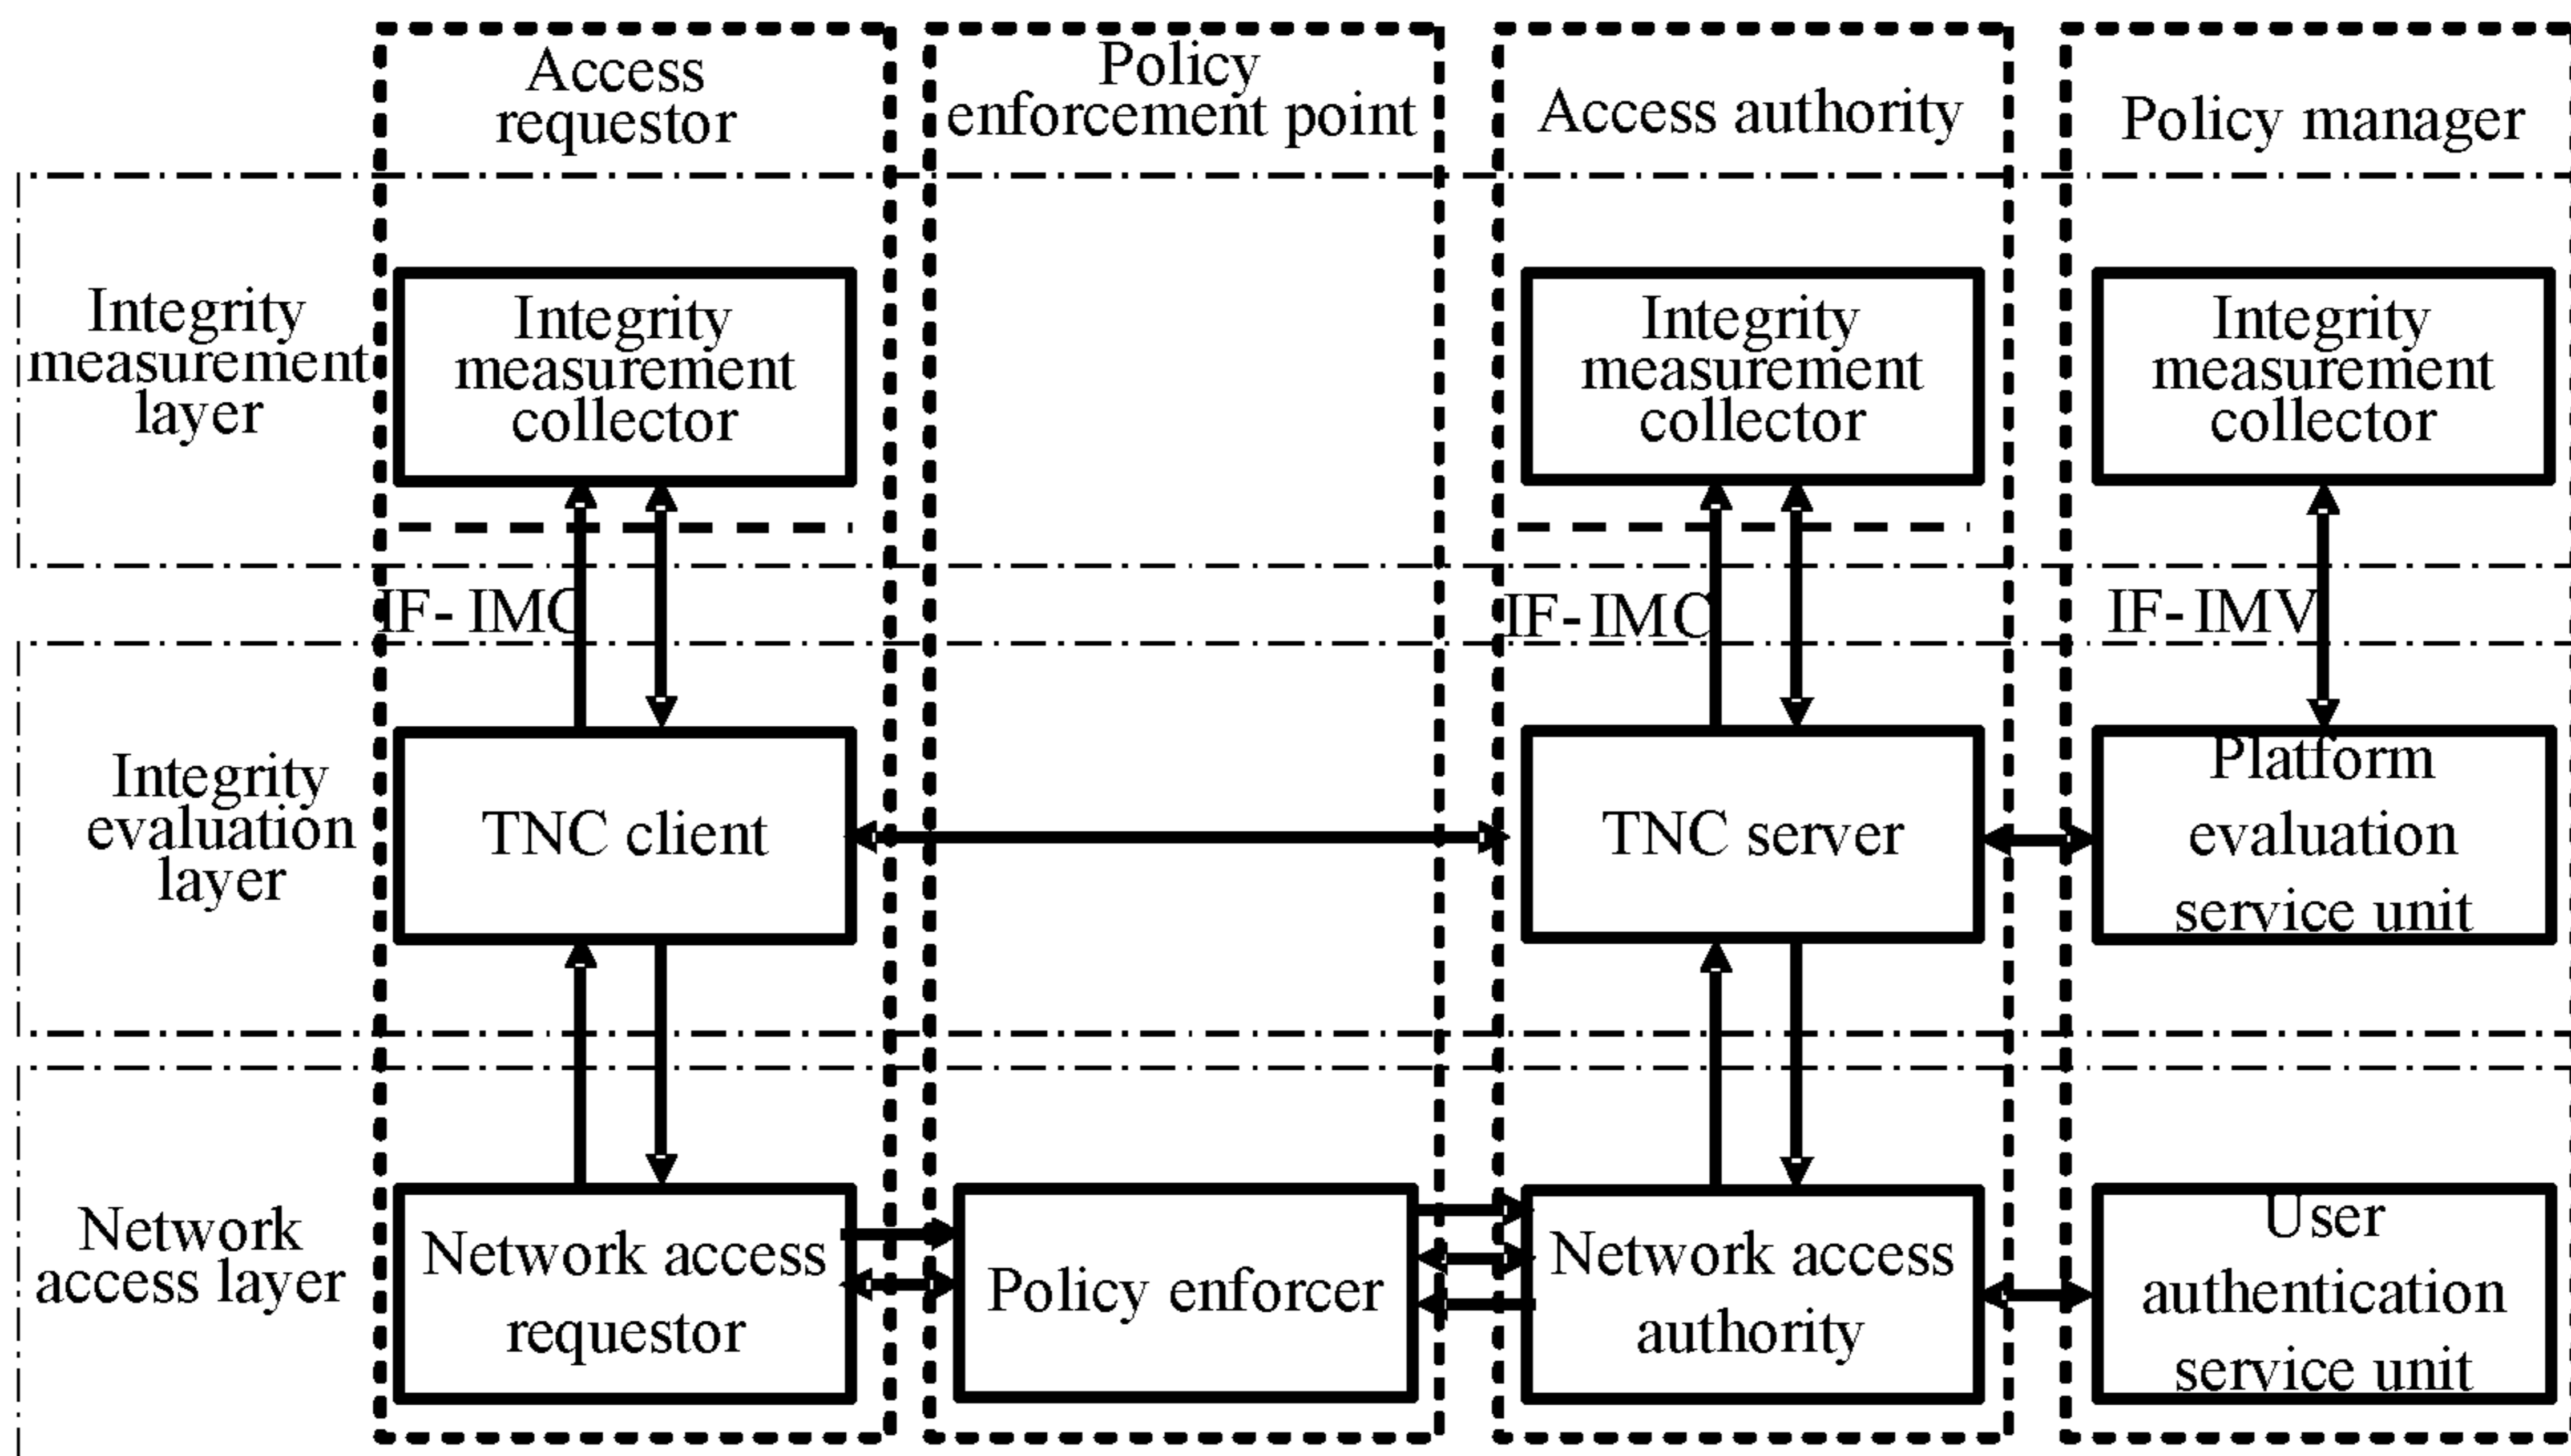 Access
requestor
Policy
enforcement point
Access authority
Policy manager
Integrity
measurement
layer
Integrity
measurement
collector
Integrity
measurement
collector
Integrity
measurement
collector
IF-IMC
IF-IMC
IF-IMV
Integrity
evaluation
layer
TNC client
TNC server
Platform
evaluation
service unit
Network
access layer
Network access
requestor
Policy enforcer
Network access
authority
User
authentication
service unit